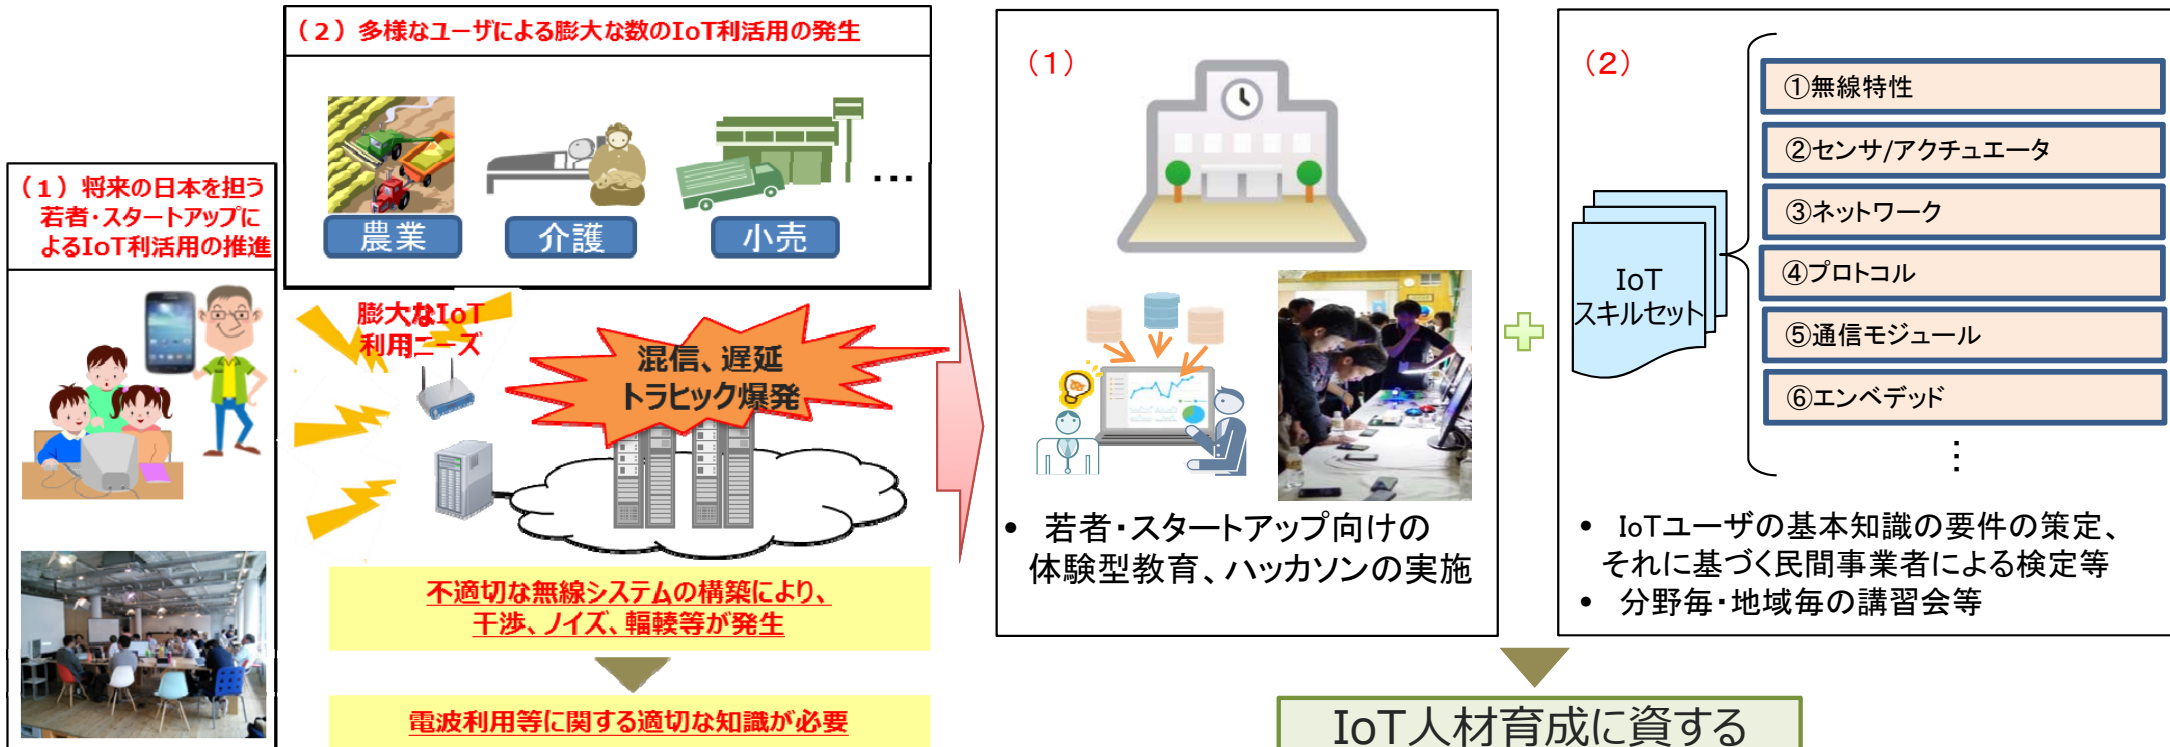 （1）将来の日本を担う
若者・スタートアップに
よるIoT利活用の推進
（2）多様なユーザによる膨大な数のIoT利活用の発生
農業
介護
小売
…
膨大なIoT
利用ニーズ
混信、遅延
トラヒック爆発
不適切な無線システムの構築により、
干渉、ノイズ、輻輳等が発生
電波利用等に関する適切な知識が必要
（1）
• 若者・スタートアップ向けの
体験型教育、ハッカソンの実施
（2）
IoT
スキルセット
①無線特性
②センサ/アクチュエータ
③ネットワーク
④プロトコル
⑤通信モジュール
⑥エンベデッド
⋮
• IoTユーザの基本知識の要件の策定、
それに基づく民間事業者による検定等
• 分野毎・地域毎の講習会等
IoT人材育成に資する